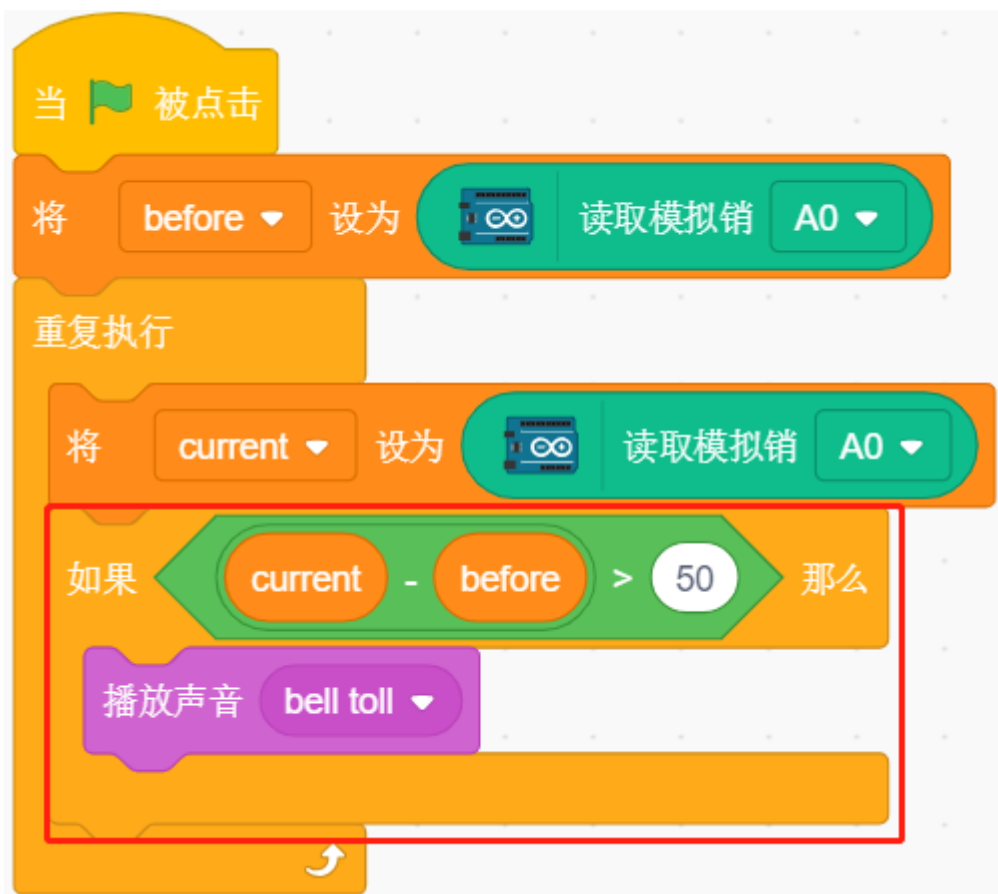 当 被点击
将 before 设为 读取模拟销 A0
重复执行
将 current 设为 读取模拟销 A0
如果 current - before > 50 那么
播放声音 bell toll